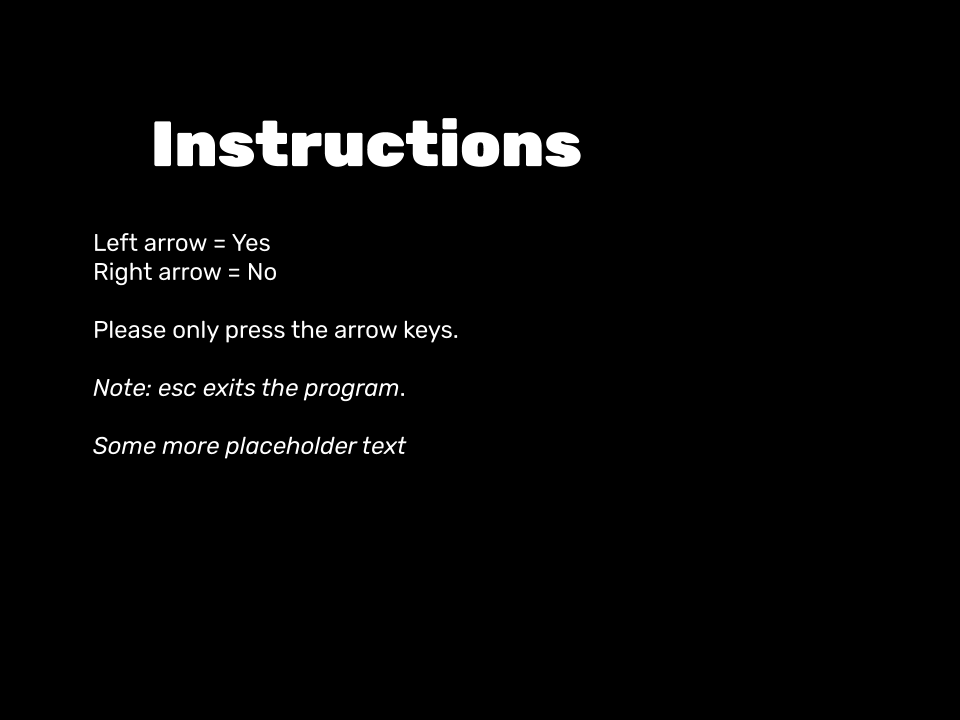 Instructions
Left arrow = Yes
Right arrow = No
Please only press the arrow keys.
Note: esc exits the program.
Some more placeholder text